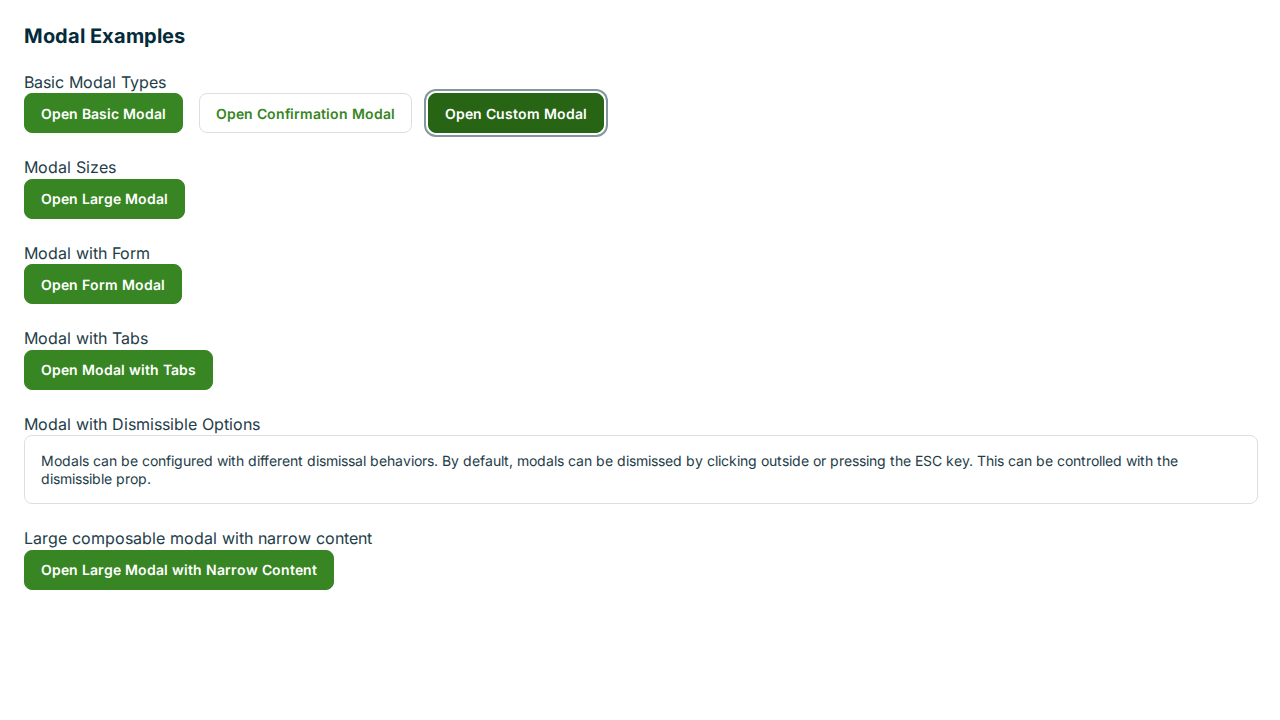 Modal Examples
Basic Modal Types
Open Basic Modal
Open Confirmation Modal
Open Custom Modal
Modal Sizes
Open Large Modal
Modal with Form
Open Form Modal
Modal with Tabs
Open Modal with Tabs
Modal with Dismissible Options
Modals can be configured with different dismissal behaviors. By default, modals can be dismissed by clicking outside or pressing the ESC key. This can be controlled with the
dismissible prop.
Large composable modal with narrow content
Open Large Modal with Narrow Content